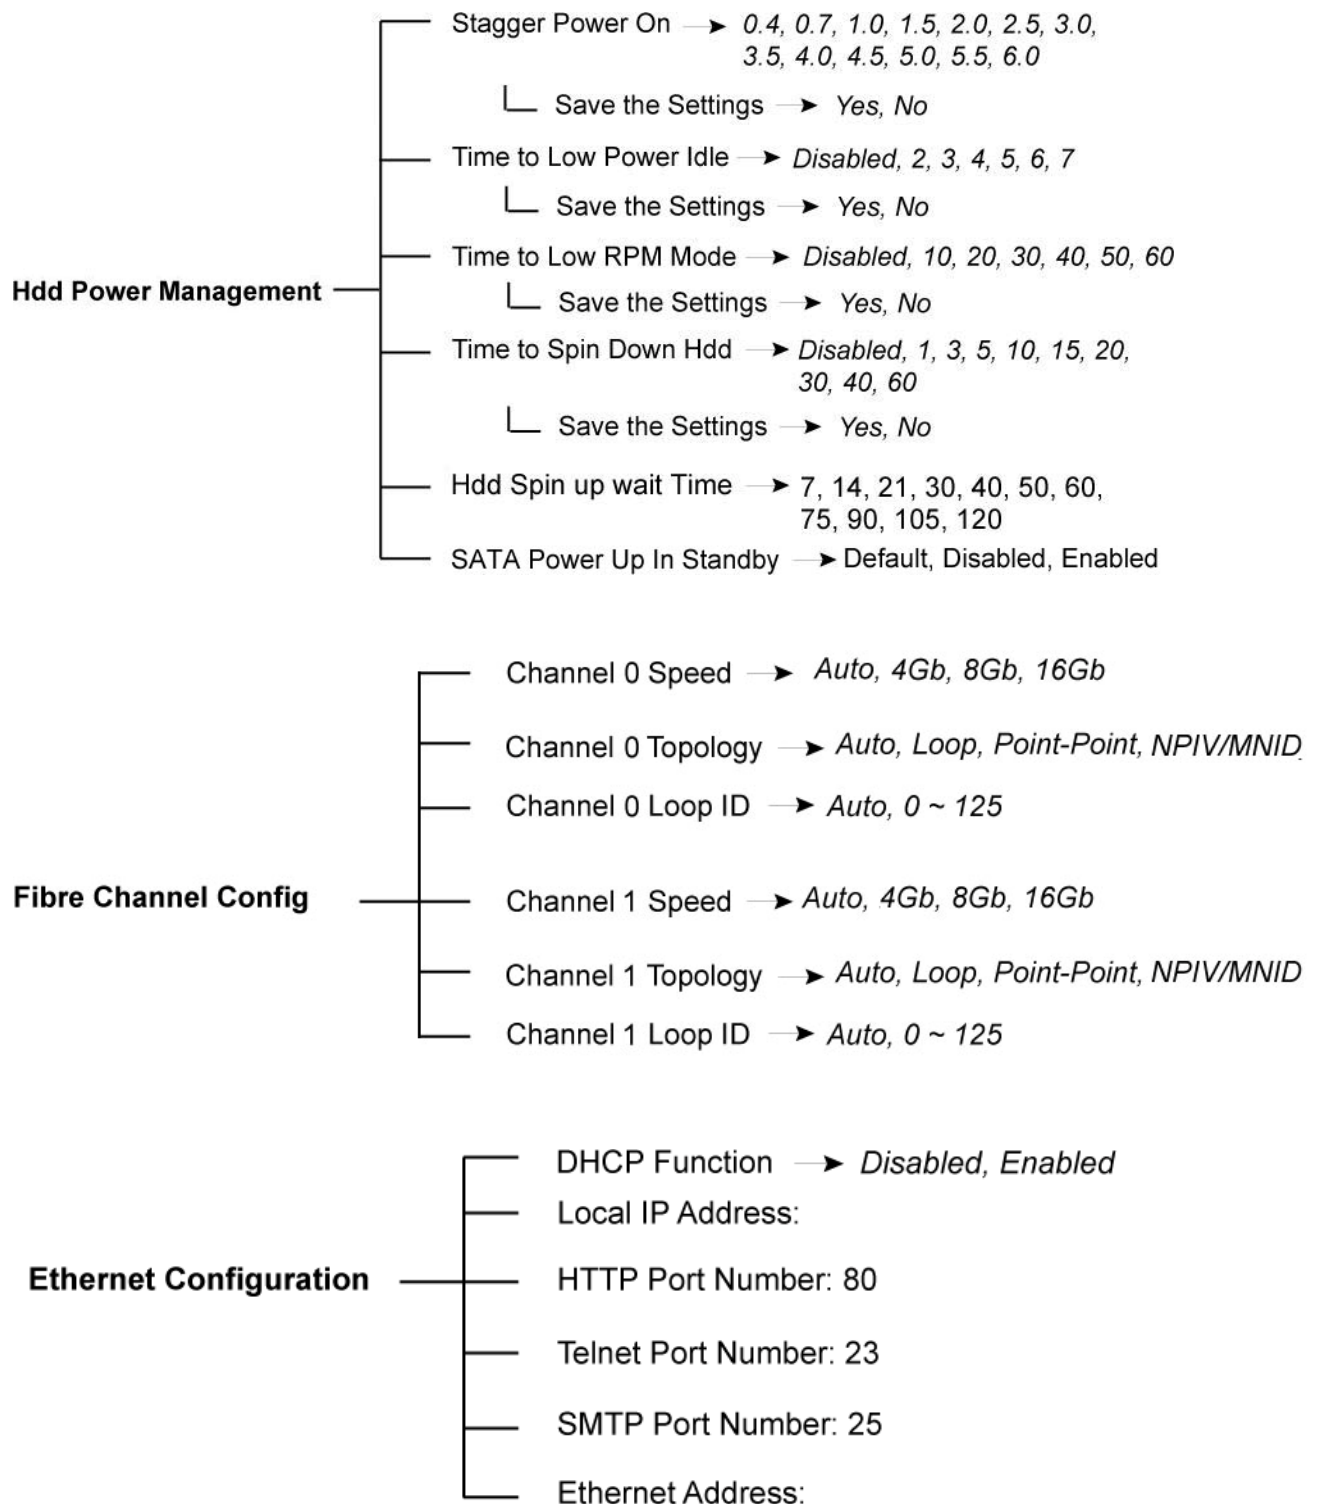 Stagger Power On 0.4, 0.7, 1.0, 1.5, 2.0, 2.5, 3.0,
3.5, 4.0, 4.5, 5.0, 5.5, 6.0
Save the Settings Yes, No
Time to Low Power Idle Disabled, 2, 3, 4, 5, 6, 7
Save the Settings Yes, No
Time to Low RPM Mode Disabled, 10, 20, 30, 40, 50, 60
Hdd Power Management
Save the Settings Yes, No
Time to Spin Down Hdd Disabled, 1, 3, 5, 10, 15, 20,
30, 40, 60
Save the Settings Yes, No
Hdd Spin up wait Time 7, 14, 21, 30, 40, 50, 60,
75, 90, 105, 120
SATA Power Up In Standby Default, Disabled, Enabled
Channel 0 Speed Auto, 4Gb, 8Gb, 16Gb
Channel 0 Topology Auto, Loop, Point-Point, NPIV/MNID
Channel 0 Loop ID Auto, 0 ~ 125
Fibre Channel Config
Channel 1 Speed Auto, 4Gb, 8Gb, 16Gb
Channel 1 Topology Auto, Loop, Point-Point, NPIV/MNID
Channel 1 Loop ID Auto, 0 ~ 125
DHCP Function Disabled, Enabled
Local IP Address:
Ethernet Configuration
HTTP Port Number: 80
Telnet Port Number: 23
SMTP Port Number: 25
Ethernet Address: